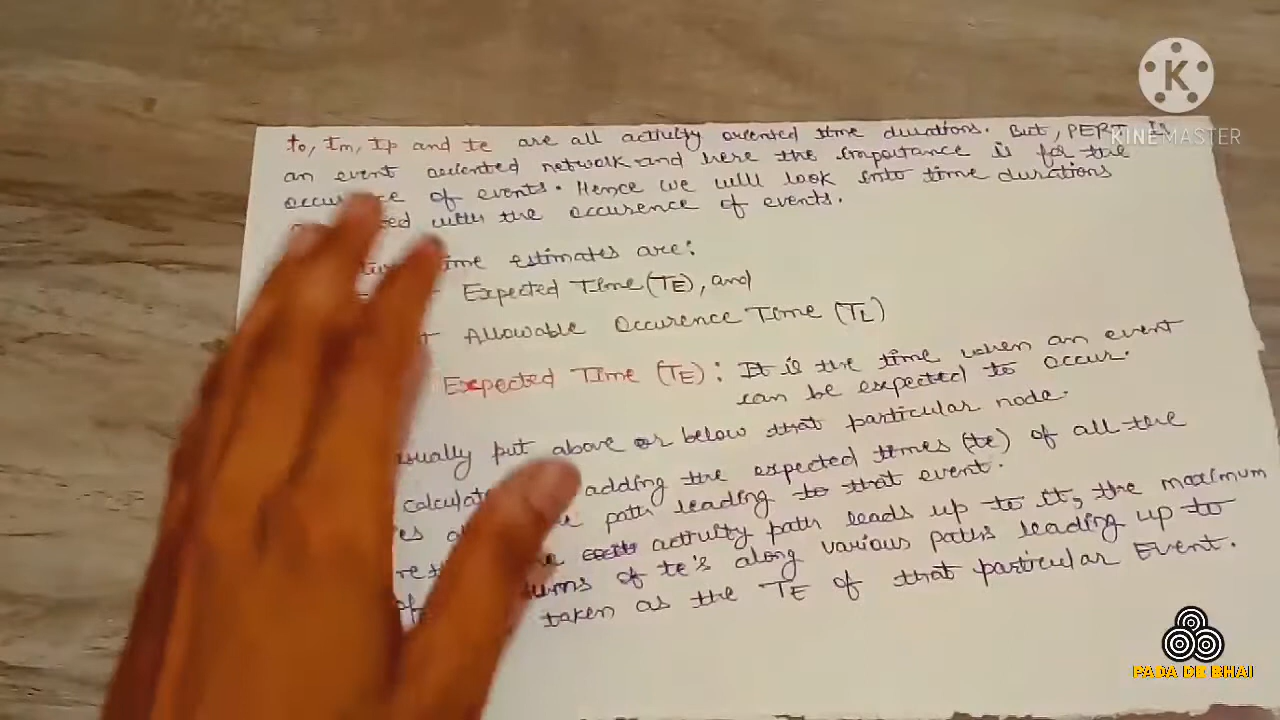 to, tm, tp and te are all activity oriented time durations. But, PERT is
an event oriented network and here the importance is for the
of events. Hence we will look into time durations
with the occurence of events.
estimates are:
Expected Time (TE), and
Allowable Occurence Time (TL)
Expected Time (TE): It is the time when an event
can be expected to occur.
put above or below that particular node.
adding the expected times (te) of all the
path leading to that event.
activity path leads up to it, the maximum
of te's along various paths leading up to
taken as the TE of that particular Event.
K
KINEMASTER
PADA DE BHAI